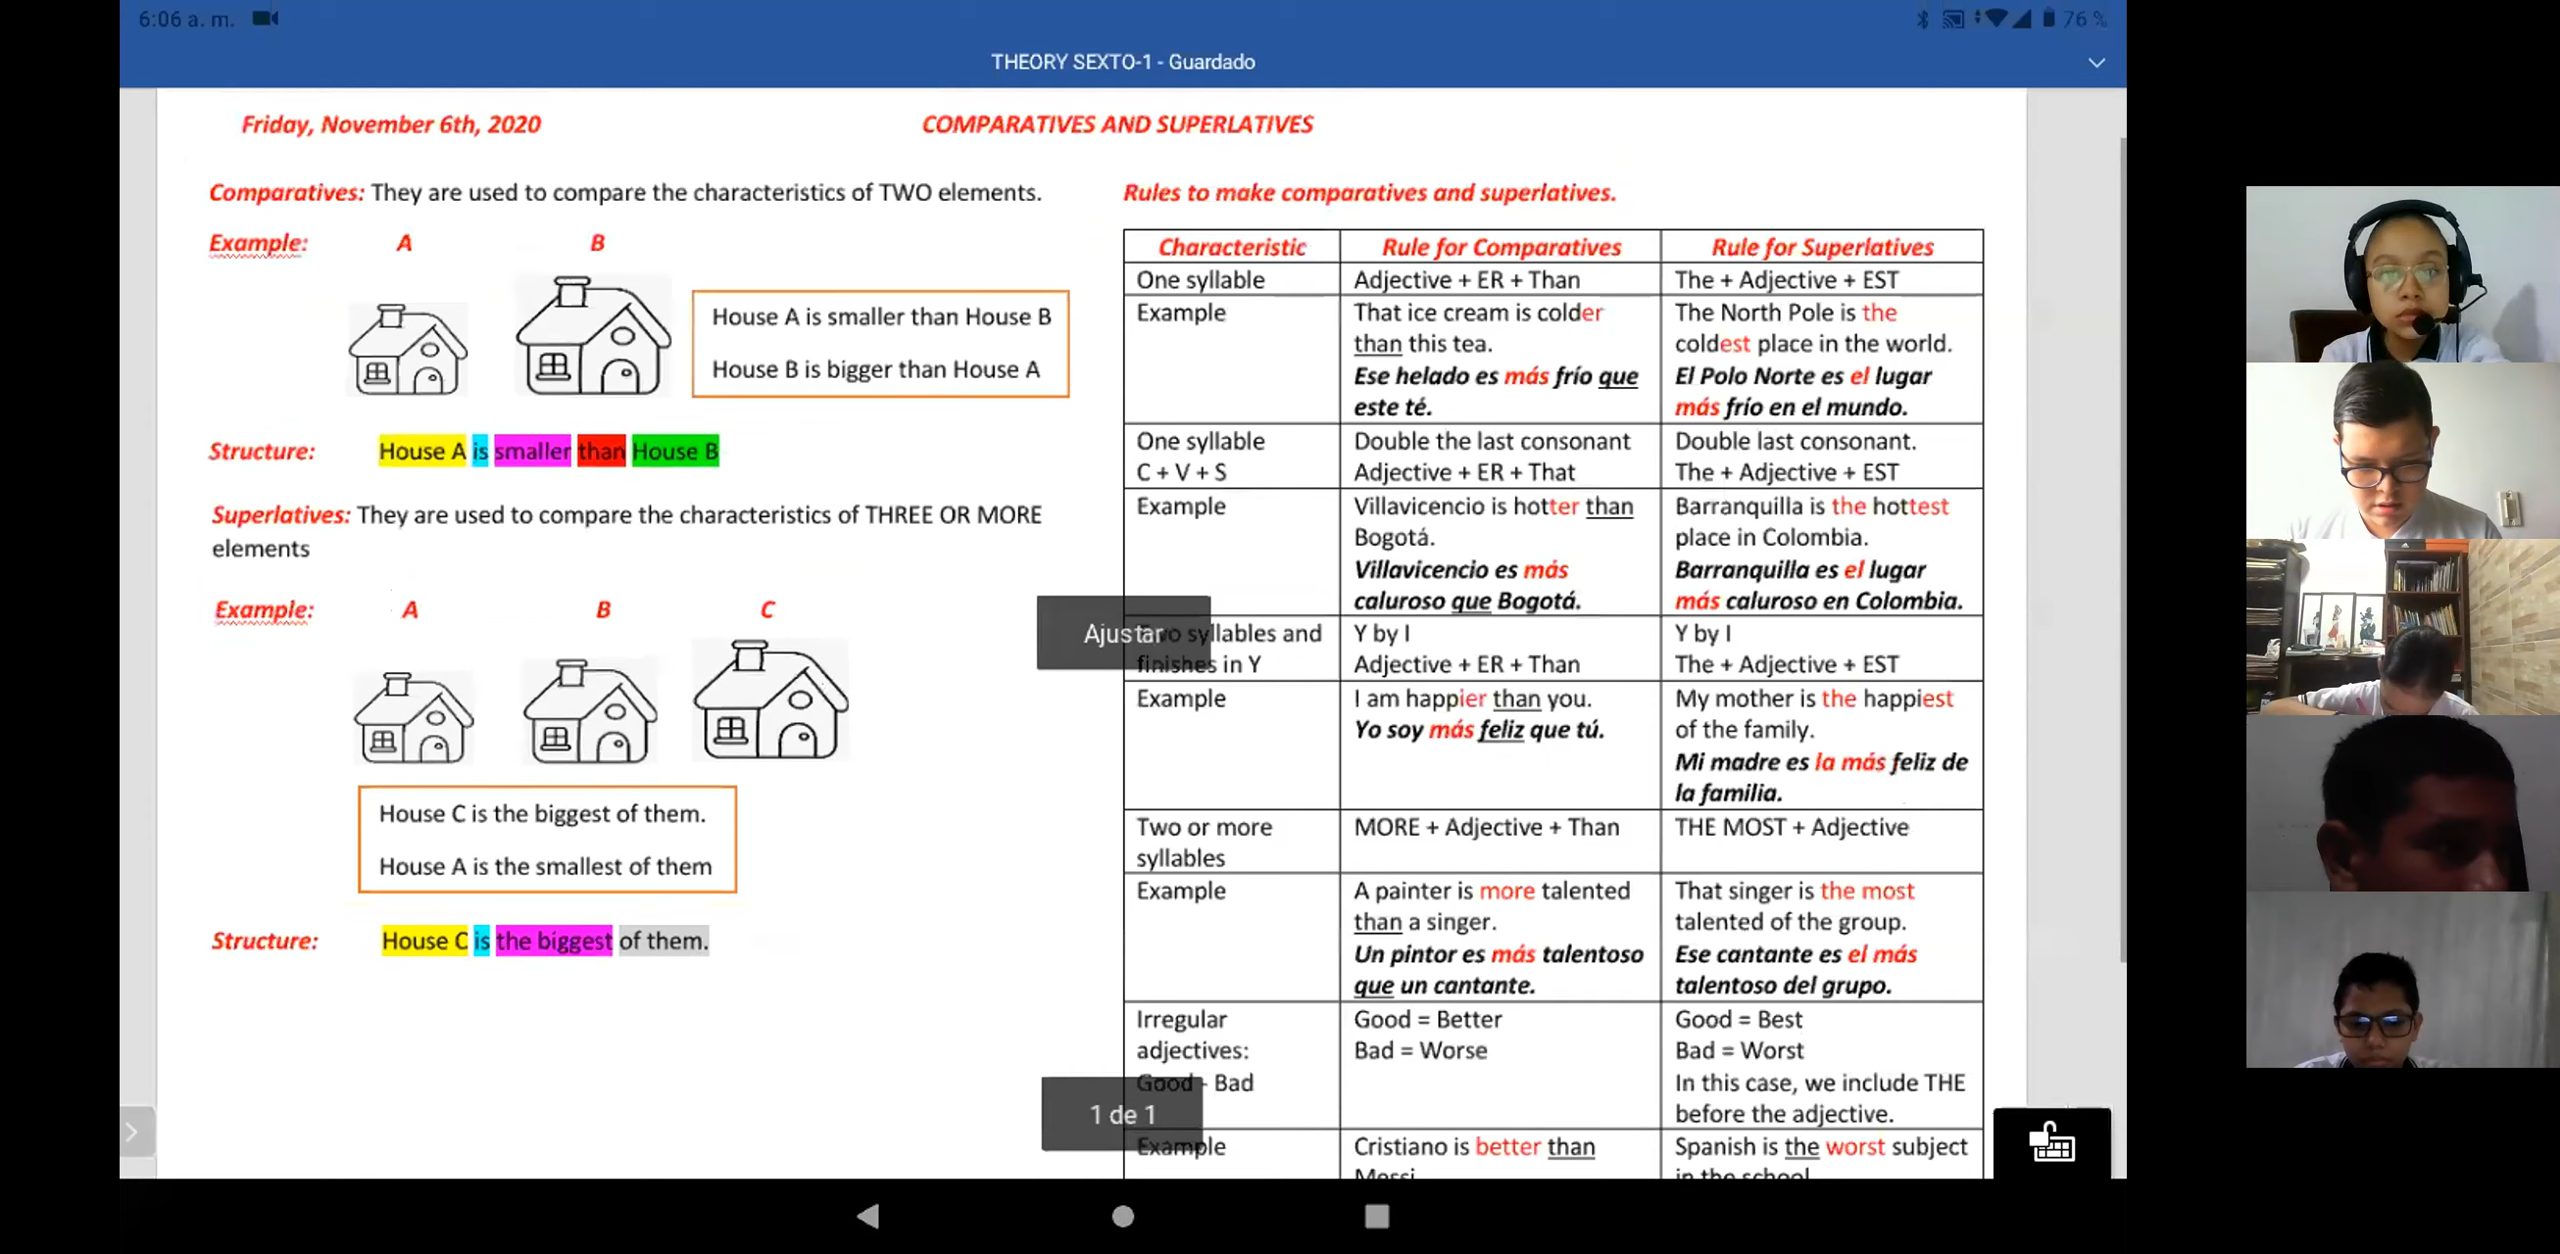 6:06 a. m.
76 %
THEORY SEXTO-1 - Guardado
Friday, November 6th, 2020
COMPARATIVES AND SUPERLATIVES
Comparatives: They are used to compare the characteristics of TWO elements.
Example:
A
B
House A is smaller than House B
House B is bigger than House A
Structure:
House A is smaller than House B
Superlatives: They are used to compare the characteristics of THREE OR MORE
elements
Example:
A
B
C
House C is the biggest of them.
House A is the smallest of them
Structure:
House C is the biggest of them.
Rules to make comparatives and superlatives.
Characteristic
Rule for Comparatives
Rule for Superlatives
One syllable
Adjective + ER + Than
The + Adjective + EST
Example
That ice cream is colder
than this tea.
Ese helado es más frío que
este té.
The North Pole is the
coldest place in the world.
El Polo Norte es el lugar
más frío en el mundo.
One syllable
C + V + S
Double the last consonant
Adjective + ER + That
Double last consonant.
The + Adjective + EST
Example
Villavicencio is hotter than
Bogotá.
Villavicencio es más
caluroso que Bogotá.
Barranquilla is the hottest
place in Colombia.
Barranquilla es el lugar
más caluroso en Colombia.
Ajustar
Two syllables and
finishes in Y
Y by I
Adjective + ER + Than
Y by I
The + Adjective + EST
Example
I am happier than you.
Yo soy más feliz que tú.
My mother is the happiest
of the family.
Mi madre es la más feliz de
la familia.
Two or more
syllables
MORE + Adjective + Than
THE MOST + Adjective
Example
A painter is more talented
than a singer.
Un pintor es más talentoso
que un cantante.
That singer is the most
talented of the group.
Ese cantante es el más
talentoso del grupo.
Irregular
adjectives:
Good - Bad
Good = Better
Bad = Worse
Good = Best
Bad = Worst
In this case, we include THE
before the adjective.
1 de 1
Example
Cristiano is better than
Messi
Spanish is the worst subject
in the school